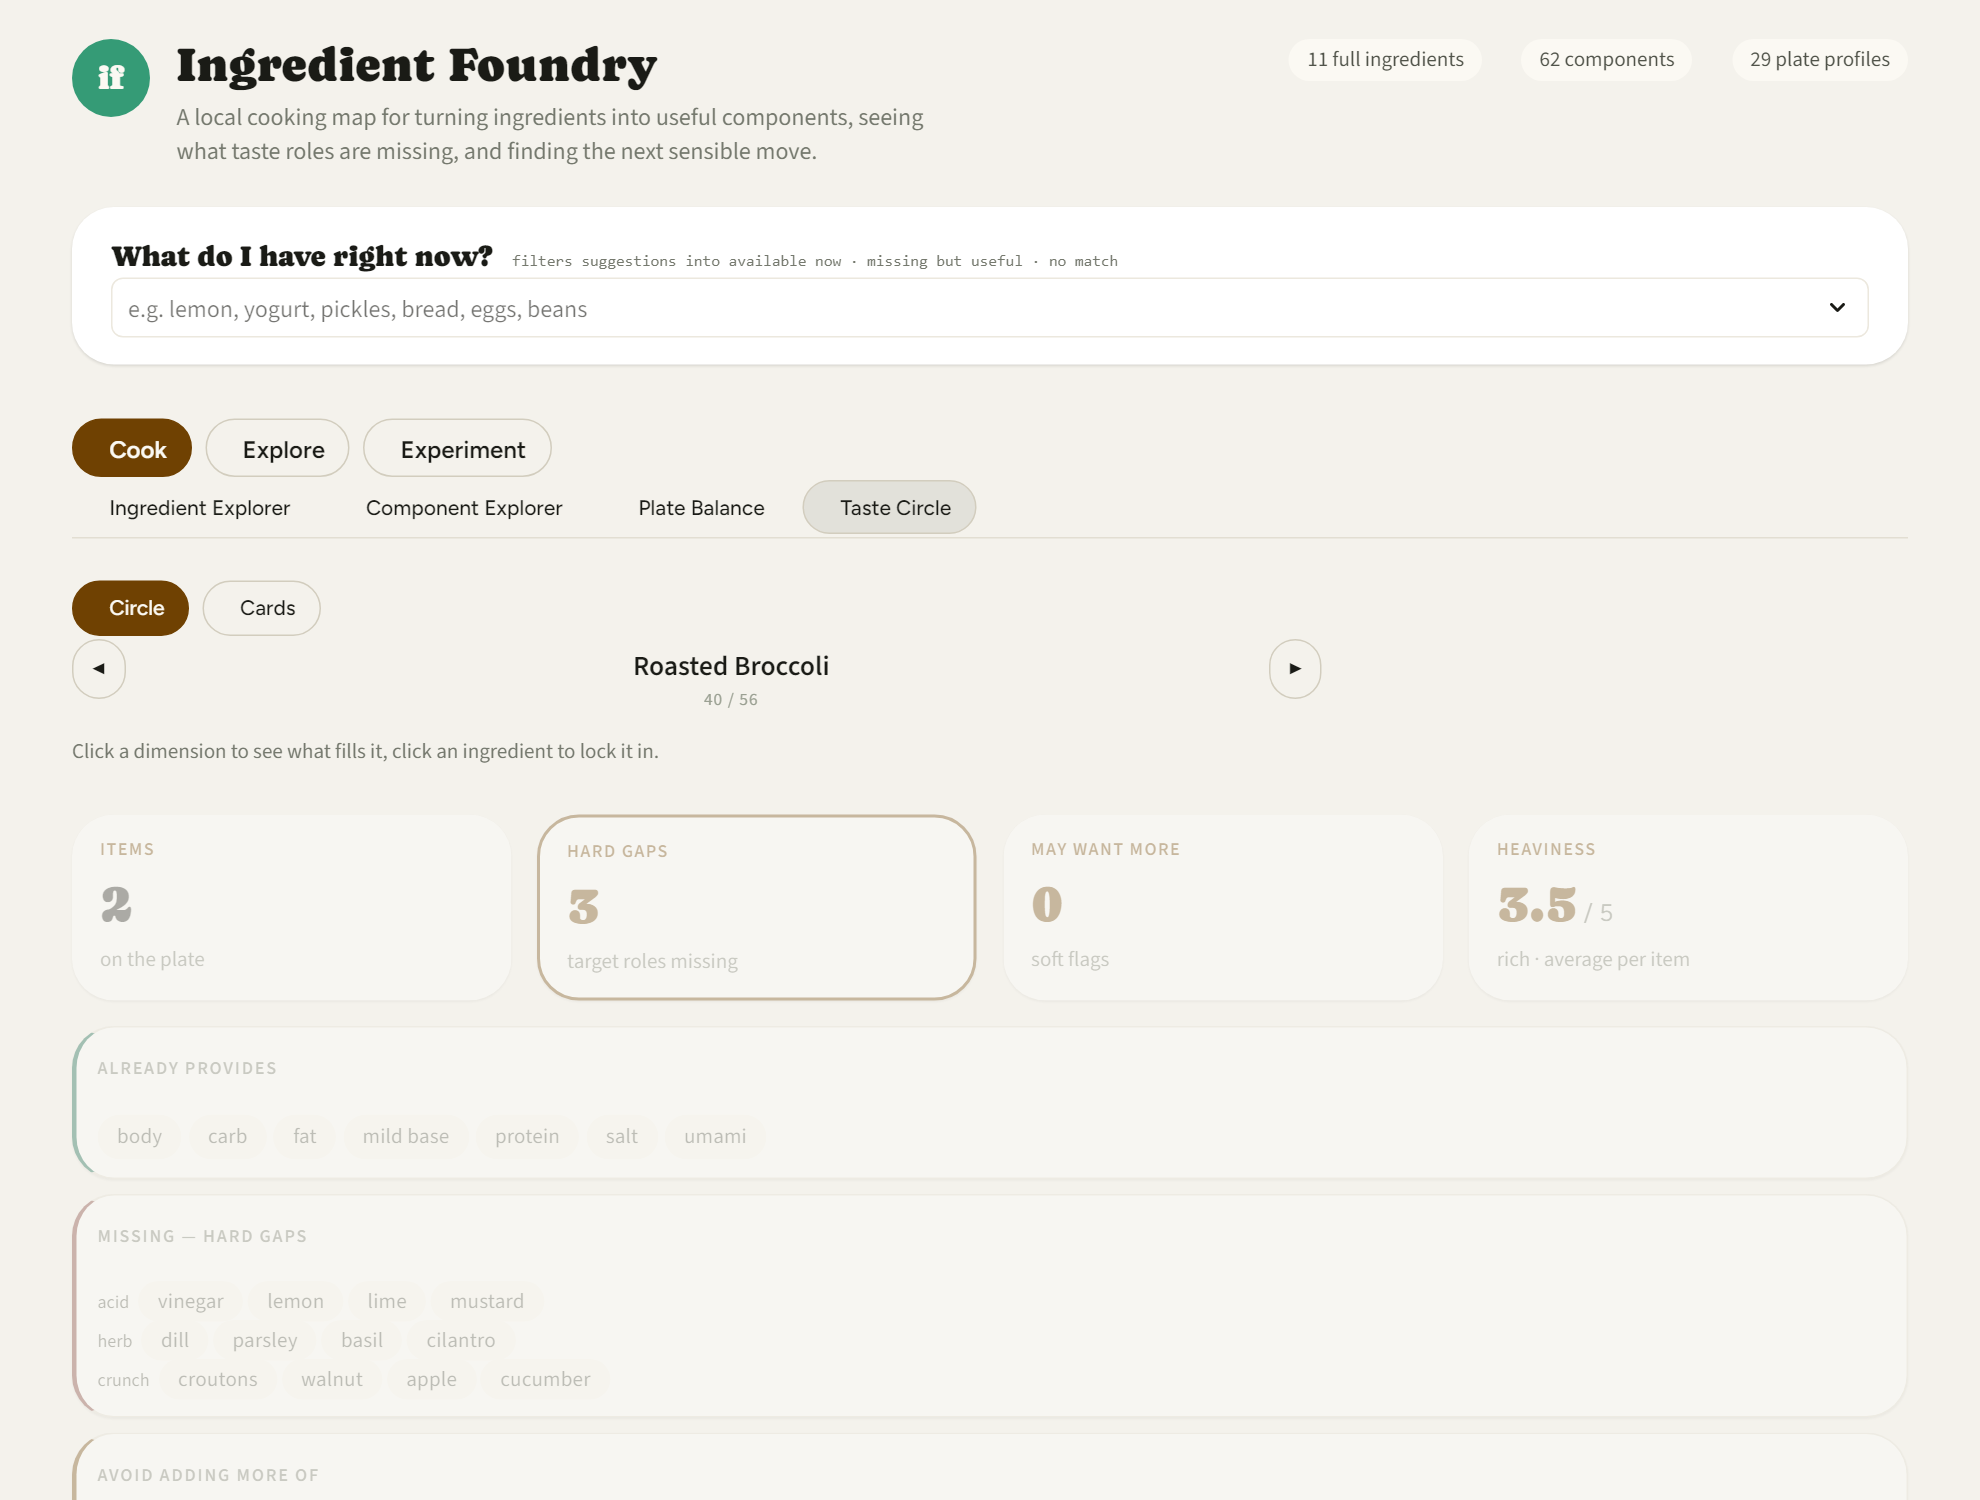 if
Ingredient Foundry
A local cooking map for turning ingredients into useful components, seeing
what taste roles are missing, and finding the next sensible move.
11 full ingredients
62 components
29 plate profiles
What do I have right now? filters suggestions into available now · missing but useful · no match
e.g. lemon, yogurt, pickles, bread, eggs, beans
Cook Explore Experiment
Ingredient Explorer Component Explorer Plate Balance Taste Circle
Circle Cards
◄ Roasted Broccoli ►
40 / 56
Click a dimension to see what fills it, click an ingredient to lock it in.
ITEMS
2
on the plate
HARD GAPS
3
target roles missing
MAY WANT MORE
0
soft flags
HEAVINESS
3.5 / 5
rich · average per item
ALREADY PROVIDES
body carb fat mild base protein salt umami
MISSING — HARD GAPS
acid vinegar lemon lime mustard
herb dill parsley basil cilantro
crunch croutons walnut apple cucumber
AVOID ADDING MORE OF